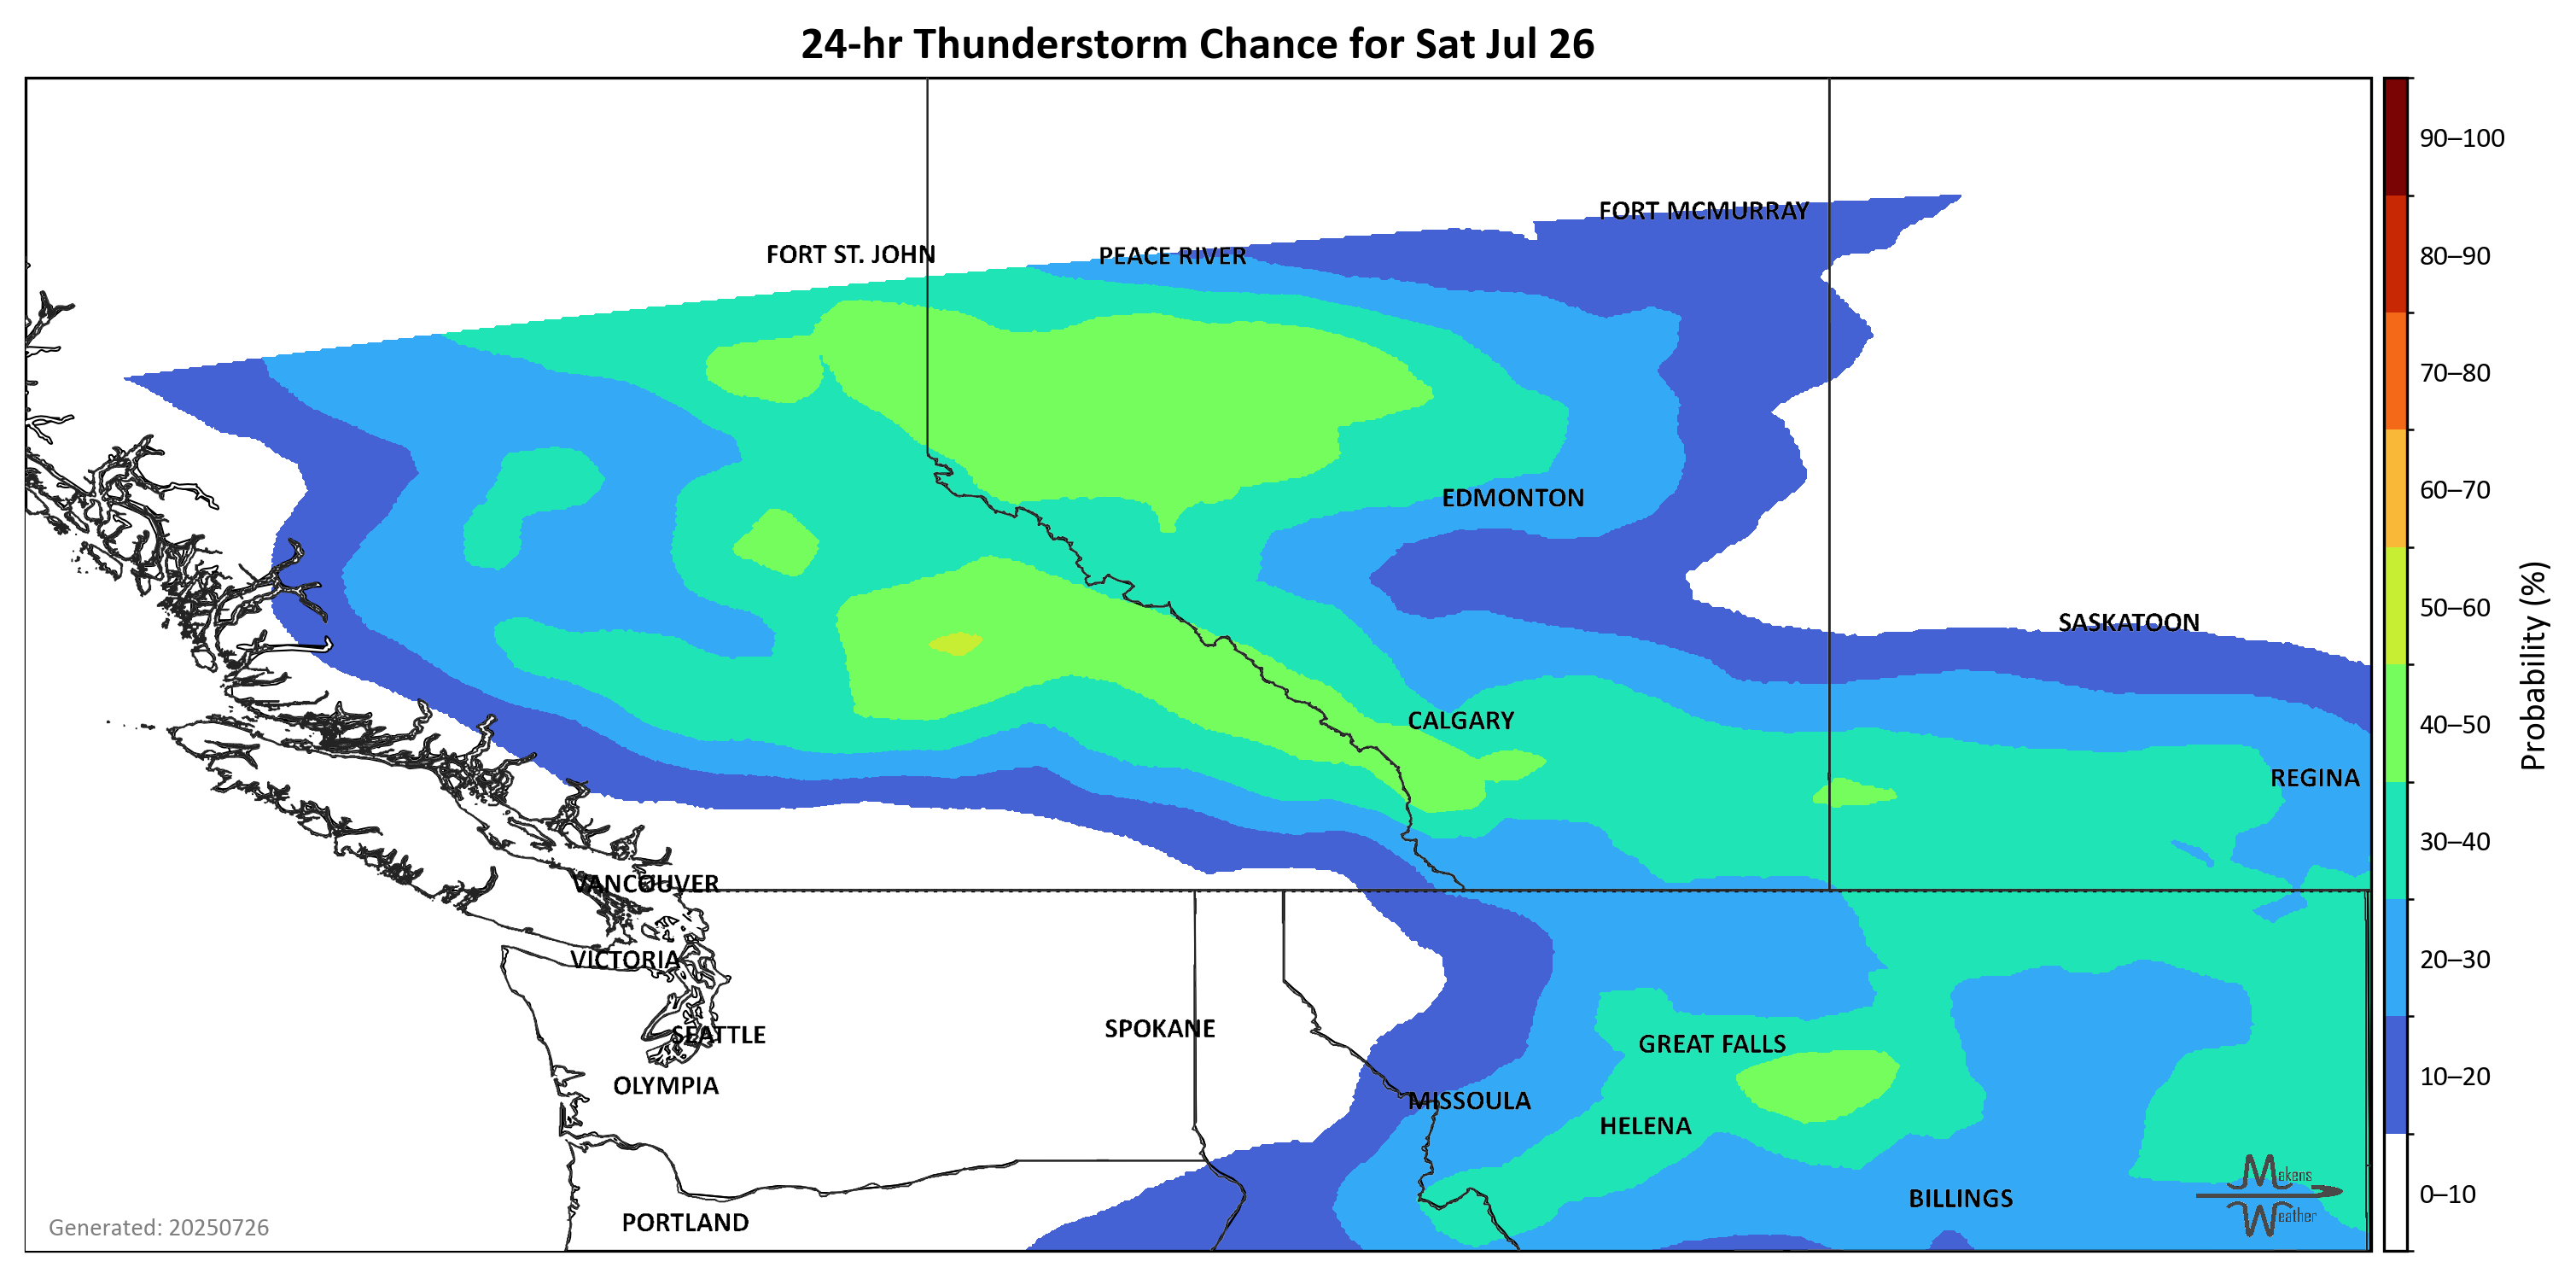 24-hr Thunderstorm Chance for Sat Jul 26
90–100
FORT MCMURRAY
FORT ST. JOHN
PEACE RIVER
80–90
70–80
60–70
EDMONTON
50–60
SASKATOON
Probability (%)
CALGARY
40–50
REGINA
30–40
VANCOUVER
VICTORIA
20–30
SPOKANE
SEATTLE
GREAT FALLS
OLYMPIA
10–20
MISSOULA
HELENA
Makens
Weather
0–10
BILLINGS
PORTLAND
Generated: 20250726